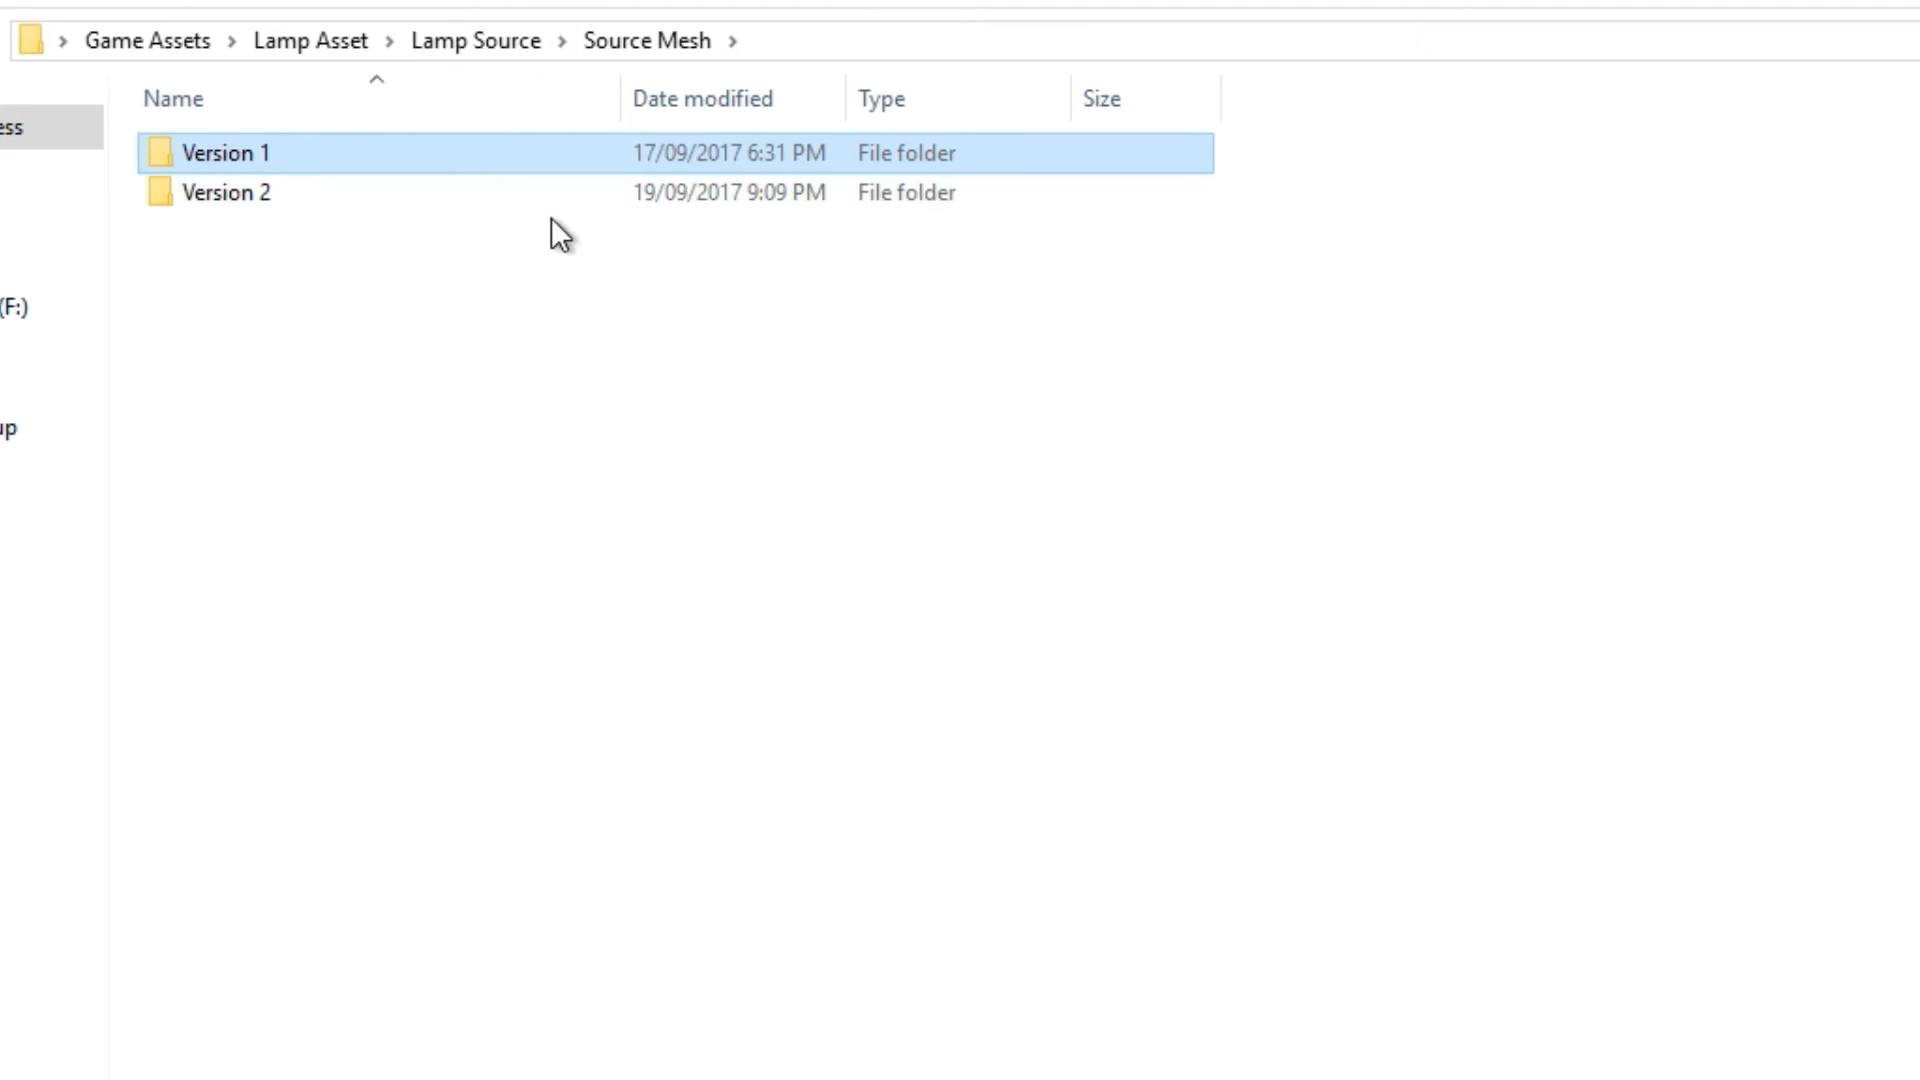 Game Assets > Lamp Asset > Lamp Source > Source Mesh >
Name Date modified Type Size
ess
Version 1 17/09/2017 6:31 PM File folder
Version 2 19/09/2017 9:09 PM File folder
(F:)
up